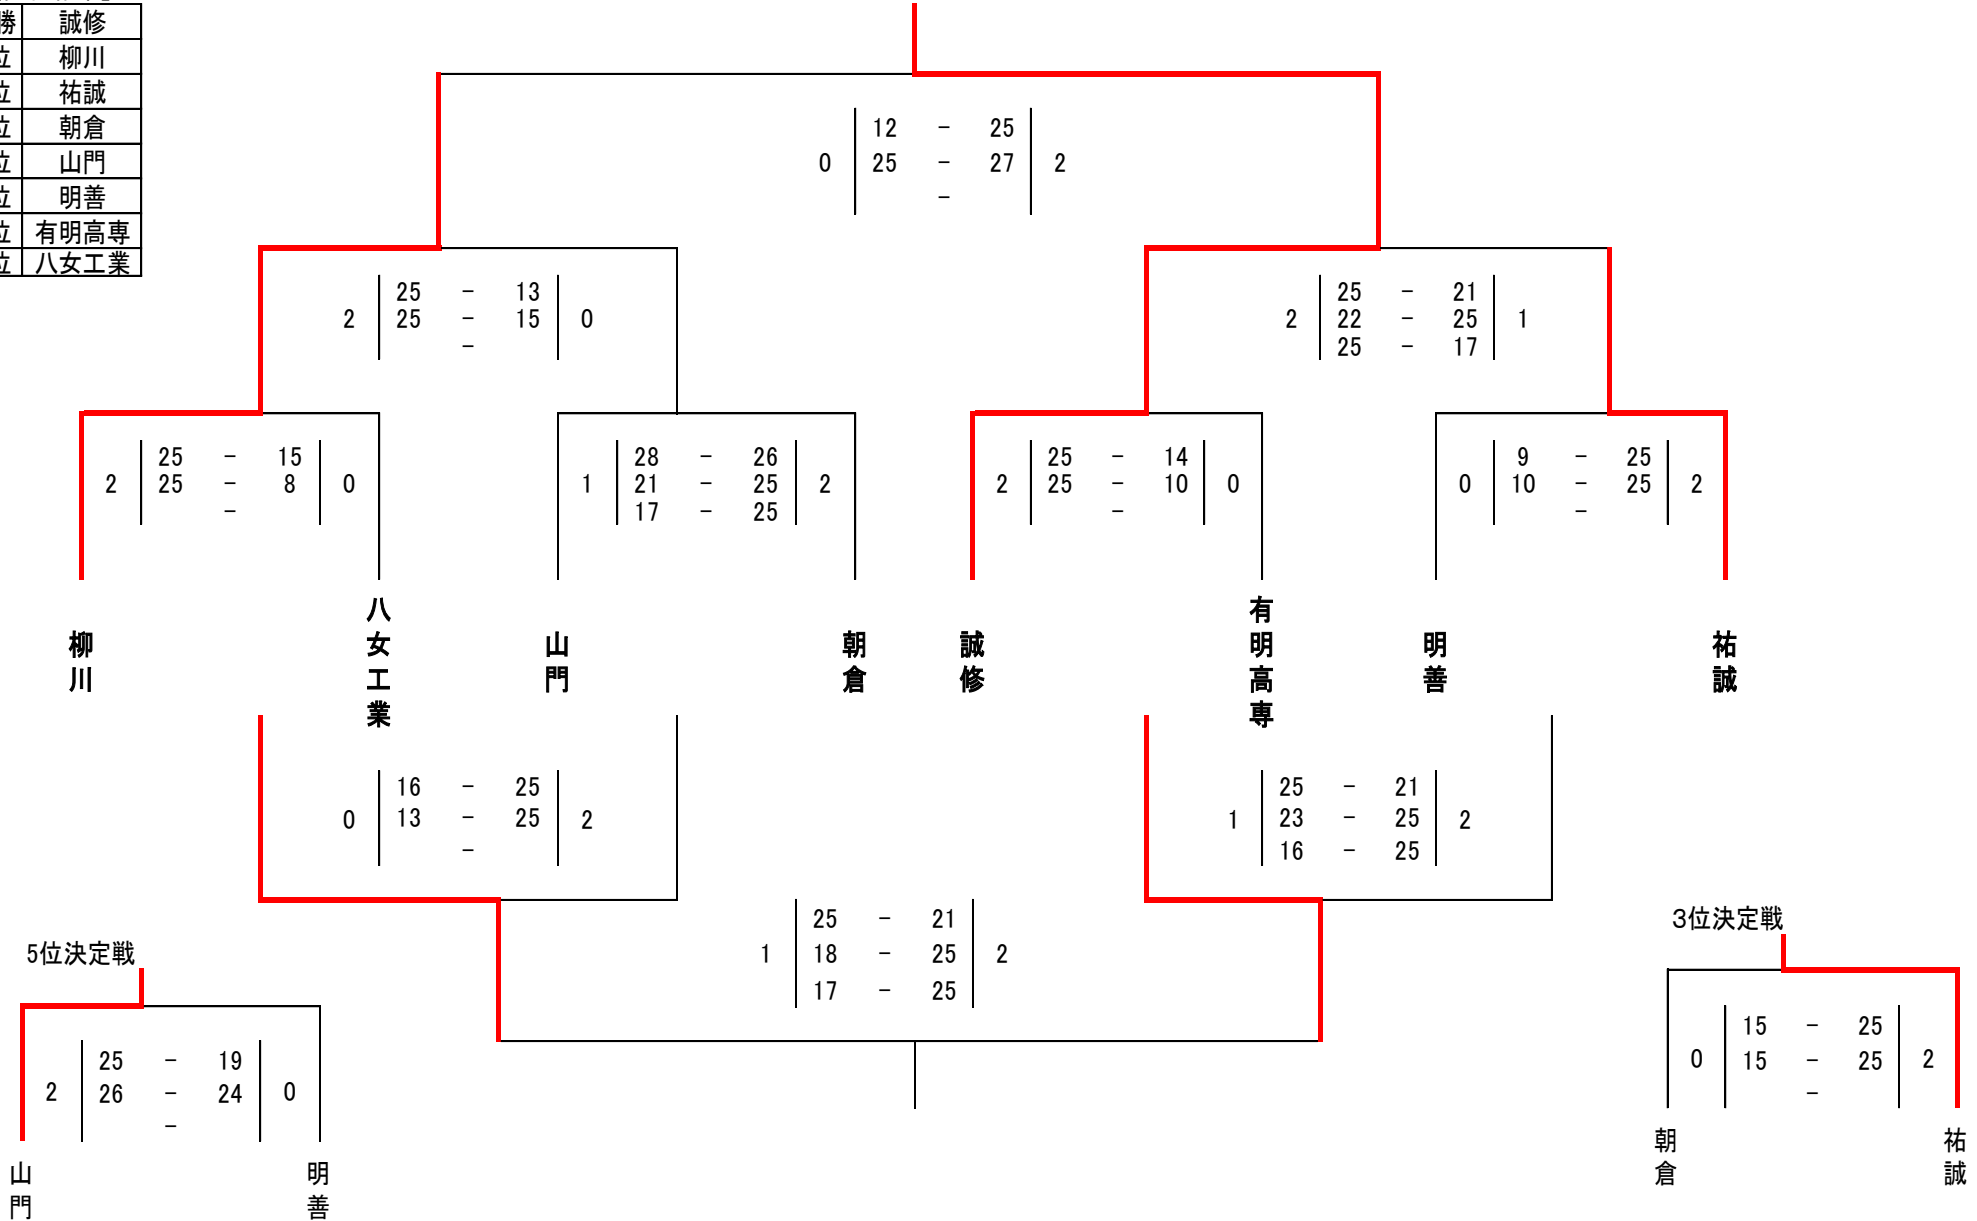 勝 誠修
位 柳川
位 祐誠
位 朝倉
位 山門
位 明善
位 有明高専
位 八女工業
12 - 25
0 25 - 27 2
-
25 - 13
2 25 - 15 0
-
25 - 21
2 22 - 25 1
25 - 17
25 - 15
2 25 - 8 0
-
28 - 26
1 21 - 25 2
17 - 25
25 - 14
2 25 - 10 0
-
9 - 25
0 10 - 25 2
-
柳川
八女工業
山門
朝倉
誠修
有明高専
明善
祐誠
16 - 25
0 13 - 25 2
-
25 - 21
1 23 - 25 2
16 - 25
25 - 21
1 18 - 25 2
17 - 25
5位決定戦
25 - 19
2 26 - 24 0
-
山門
明善
3位決定戦
15 - 25
0 15 - 25 2
-
朝倉
祐誠